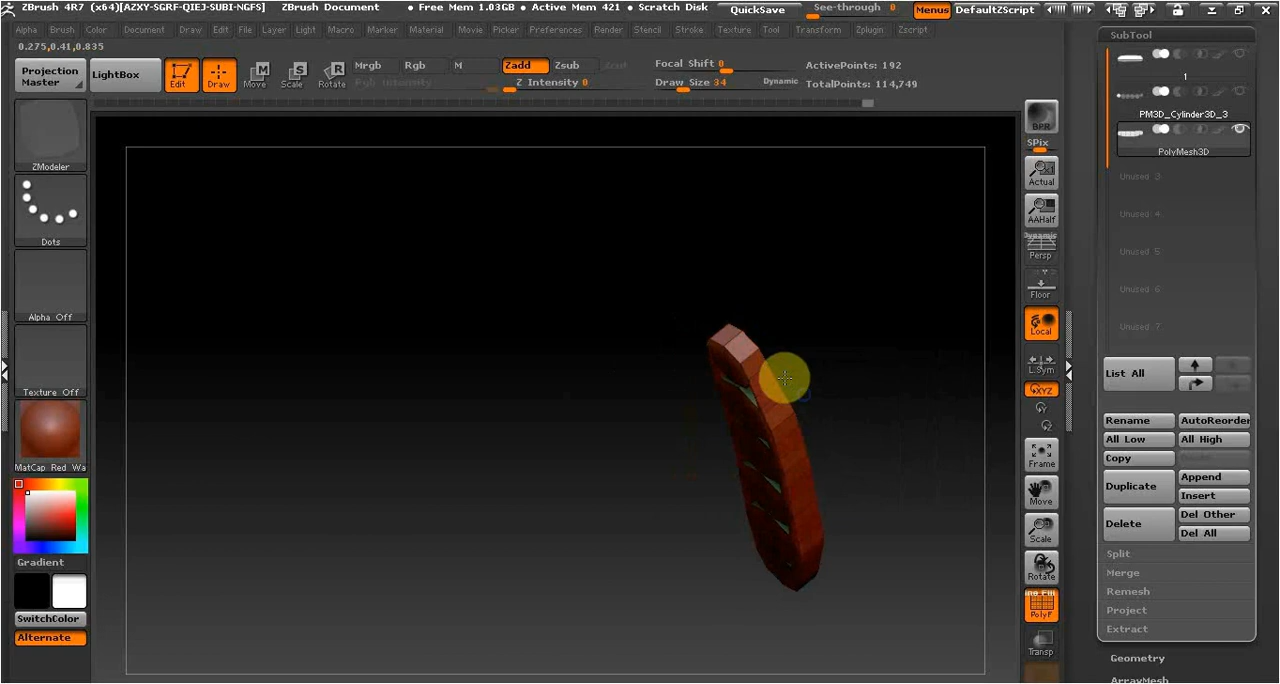 ZBrush 4R7 (x64)[AZXY-SGRF-QIEJ-SUBI-NGFS] ZBrush Document • Free Mem 1.03GB • Active Mem 421 • Scratch Disk QuickSave See-through 0 Menus DefaultZScript
Alpha Brush Color Document Draw Edit File Layer Light Macro Marker Material Movie Picker Preferences Render Stencil Stroke Texture Tool Transform Zplugin Zscript
0.275,0.41,0.835
Projection Master
LightBox
Edit
Draw
Move
Scale
Rotate
Mrgb Rgb M Zadd Zsub Zcut
Rgb Intensity Z Intensity 0
Focal Shift 0
Draw Size 34 Dynamic
ActivePoints: 192
TotalPoints: 114,749
ZModeler
Dots
Alpha Off
Texture Off
MatCap Red Wa
Gradient
SwitchColor
Alternate
BPR
SPix
Actual
AAHalf
Dynamic
Persp
Floor
Local
L.Sym
XYZ
Frame
Move
Scale
Rotate
PolyF
Transp
SubTool
1
PM3D_Cylinder3D_3
PolyMesh3D
Unused 3
Unused 4
Unused 5
Unused 6
Unused 7
List All
Rename AutoReorder
All Low All High
Copy
Duplicate Append
Insert
Delete Del Other
Del All
Split
Merge
Remesh
Project
Extract
Geometry
ArrayMesh